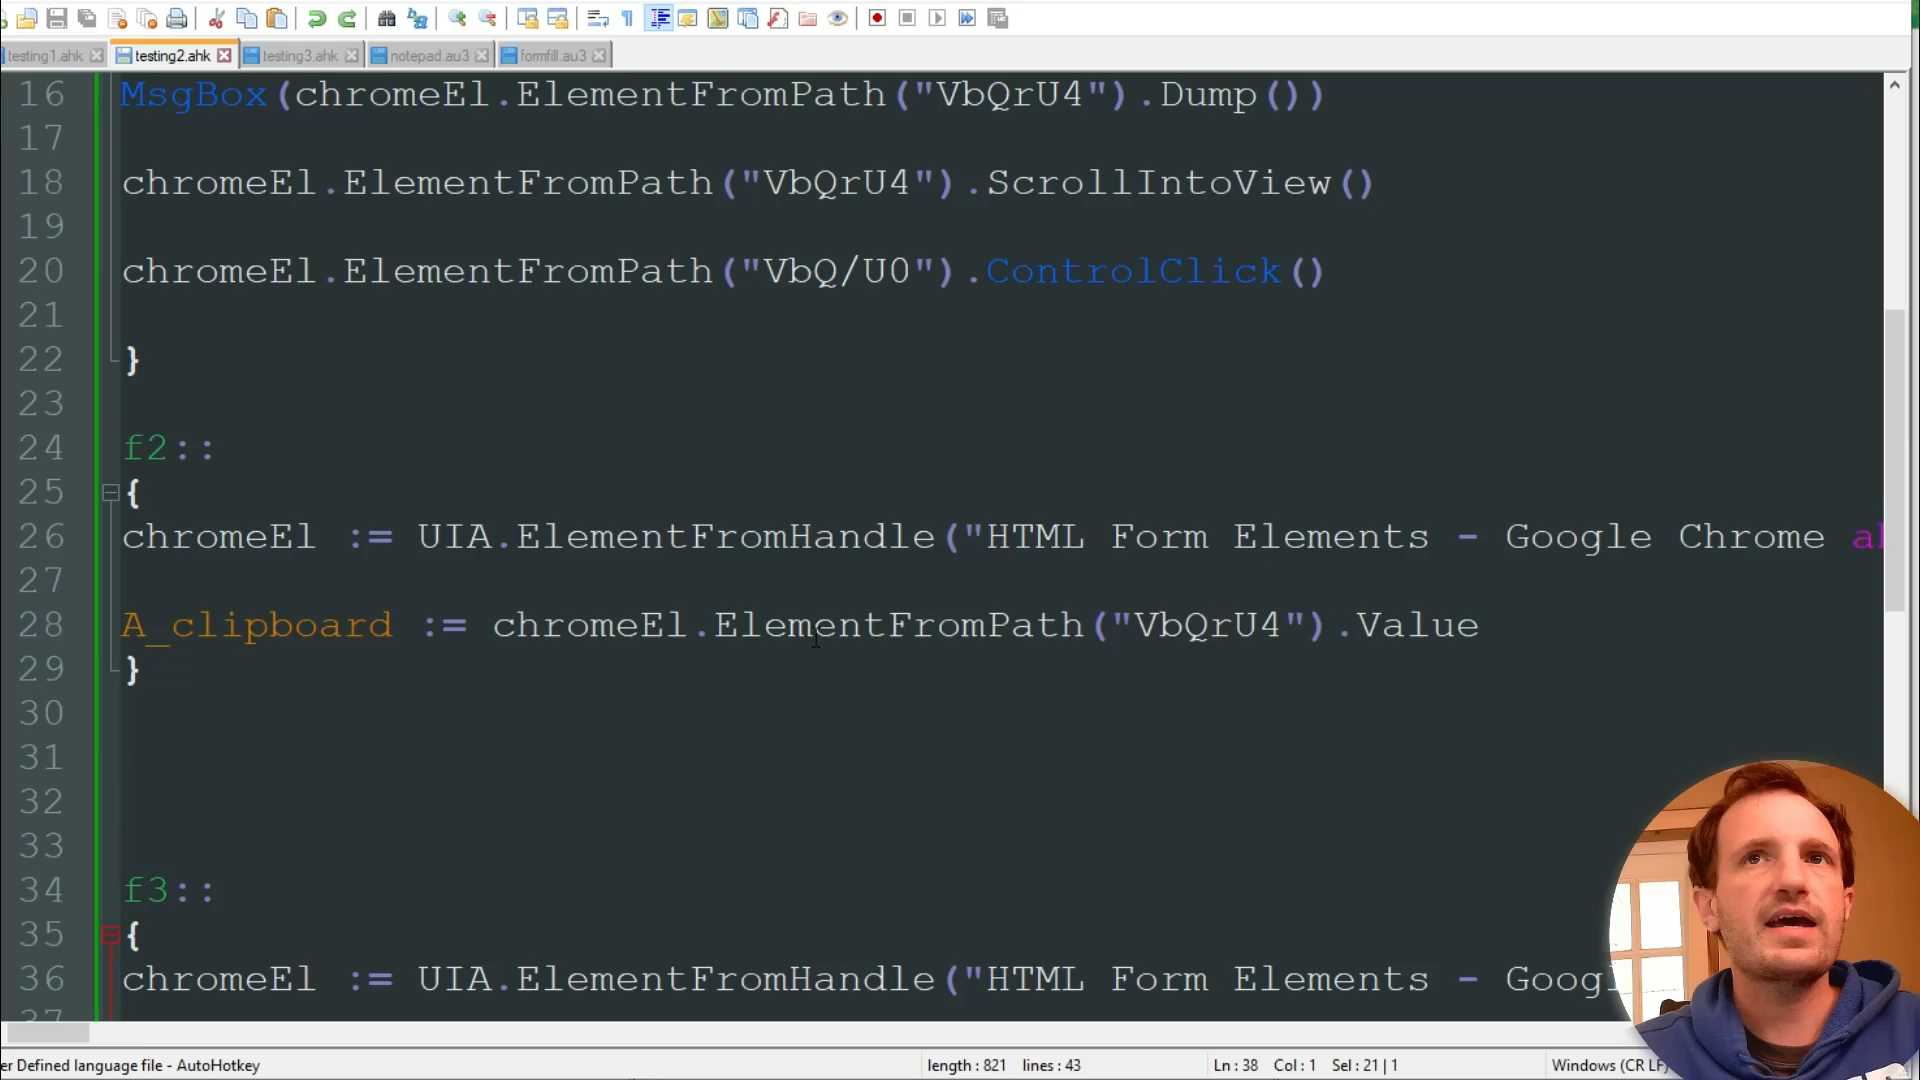 testing1.ahk testing2.ahk testing3.ahk notepad.au3 formfill.au3
16 MsgBox(chromeEl.ElementFromPath("VbQrU4").Dump())
17
18 chromeEl.ElementFromPath("VbQrU4").ScrollIntoView()
19
20 chromeEl.ElementFromPath("VbQ/U0").ControlClick()
21
22 }
23
24 f2::
25 {
26 chromeEl := UIA.ElementFromHandle("HTML Form Elements - Google Chrome
27
28 A_clipboard := chromeEl.ElementFromPath("VbQrU4").Value
29 }
30
31
32
33
34 f3::
35 {
36 chromeEl := UIA.ElementFromHandle("HTML Form Elements -
37
er Defined language file - AutoHotkey length : 821 lines : 43 Ln : 38 Col : 1 Sel : 21 | 1 Windows (CR LF)